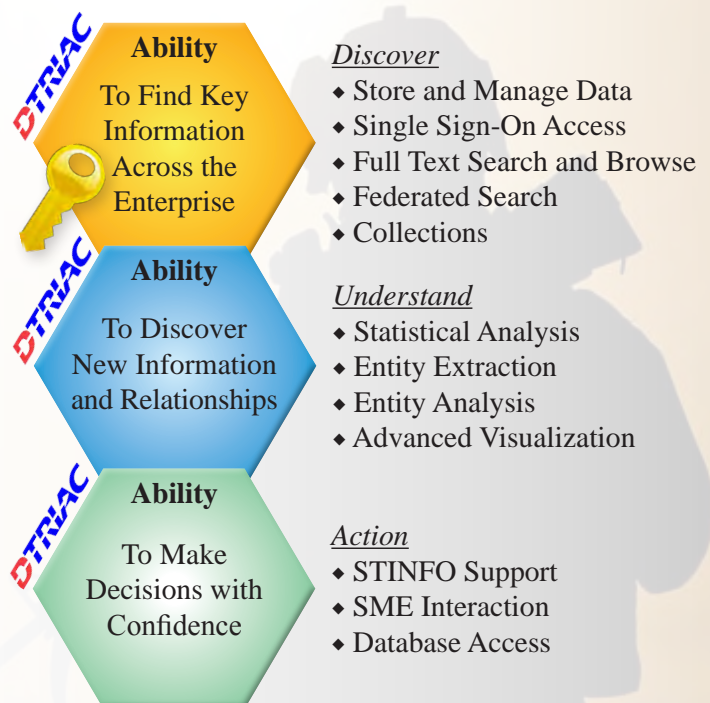 DTRIAC
Ability
To Find Key
Information
Across the
Enterprise
Discover
◆ Store and Manage Data
◆ Single Sign-On Access
◆ Full Text Search and Browse
◆ Federated Search
◆ Collections
DTRIAC
Ability
To Discover
New Information
and Relationships
Understand
◆ Statistical Analysis
◆ Entity Extraction
◆ Entity Analysis
◆ Advanced Visualization
DTRIAC
Ability
To Make
Decisions with
Confidence
Action
◆ STINFO Support
◆ SME Interaction
◆ Database Access